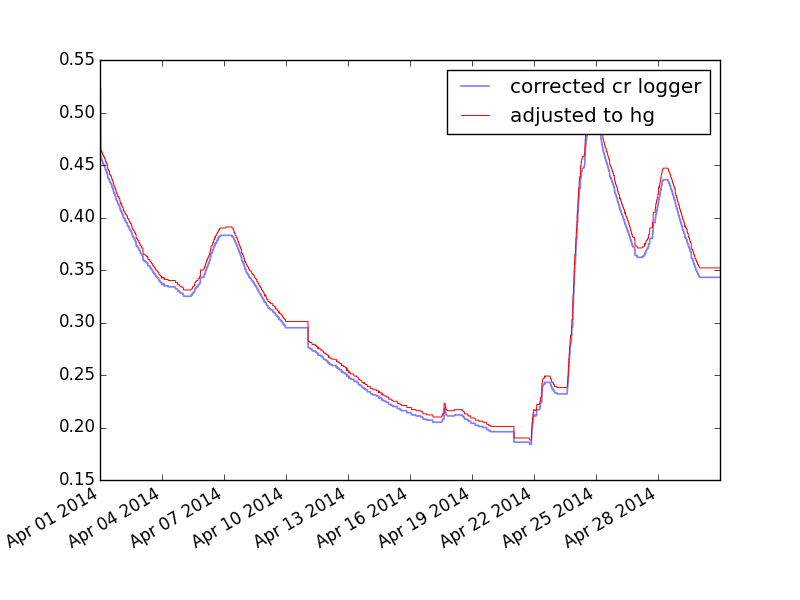 0.55
0.50
0.45
0.40
0.35
0.30
0.25
0.20
0.15
corrected cr logger
adjusted to hg
Apr 01 2014
Apr 04 2014
Apr 07 2014
Apr 10 2014
Apr 13 2014
Apr 16 2014
Apr 19 2014
Apr 22 2014
Apr 25 2014
Apr 28 2014